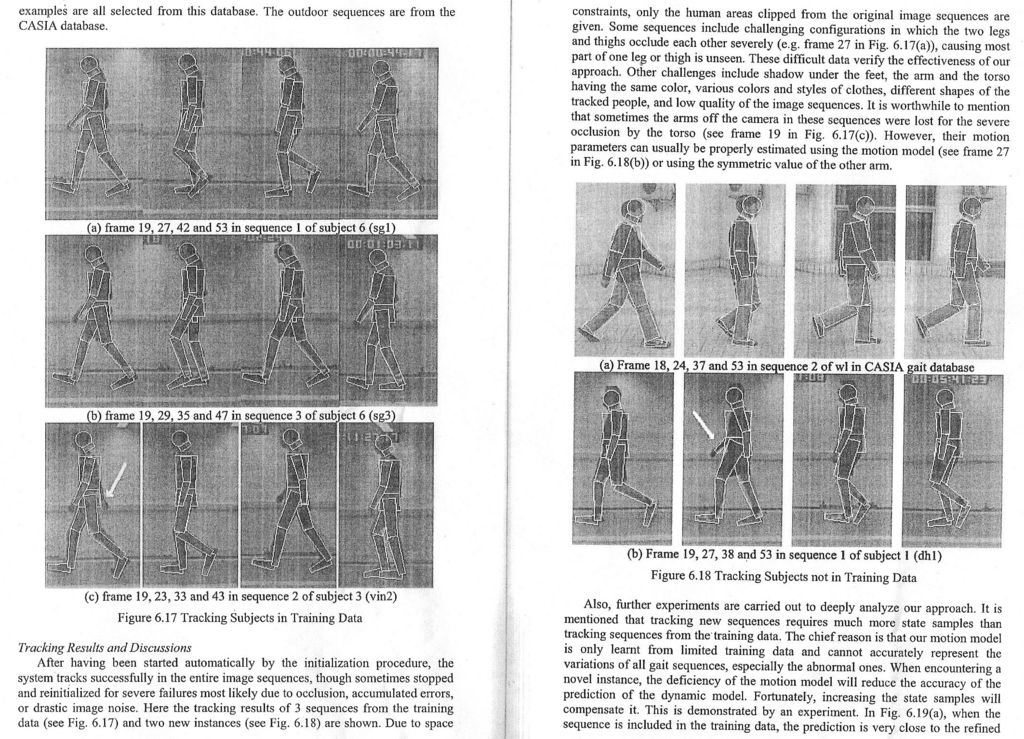 examples are all selected from this database. The outdoor sequences are from the
CASIA database.
(a) frame 19, 27, 42 and 53 in sequence 1 of subject 6 (sg1)
00:01:03:11
(b) frame 19, 29, 35 and 47 in sequence 3 of subject 6 (sg3)
(c) frame 19, 23, 33 and 43 in sequence 2 of subject 3 (vin2)
Figure 6.17 Tracking Subjects in Training Data
Tracking Results and Discussions
After having been started automatically by the initialization procedure, the
system tracks successfully in the entire image sequences, though sometimes stopped
and reinitialized for severe failures most likely due to occlusion, accumulated errors,
or drastic image noise. Here the tracking results of 3 sequences from the training
data (see Fig. 6.17) and two new instances (see Fig. 6.18) are shown. Due to space
constraints, only the human areas clipped from the original image sequences are
given. Some sequences include challenging configurations in which the two legs
and thighs occlude each other severely (e.g. frame 27 in Fig. 6.17(a)), causing most
part of one leg or thigh is unseen. These difficult data verify the effectiveness of our
approach. Other challenges include shadow under the feet, the arm and the torso
having the same color, various colors and styles of clothes, different shapes of the
tracked people, and low quality of the image sequences. It is worthwhile to mention
that sometimes the arms off the camera in these sequences were lost for the severe
occlusion by the torso (see frame 19 in Fig. 6.17(c)). However, their motion
parameters can usually be properly estimated using the motion model (see frame 27
in Fig. 6.18(b)) or using the symmetric value of the other arm.
(a) Frame 18, 24, 37 and 53 in sequence 2 of wl in CASIA gait database
00:05:41:23
(b) Frame 19, 27, 38 and 53 in sequence 1 of subject 1 (dh1)
Figure 6.18 Tracking Subjects not in Training Data
Also, further experiments are carried out to deeply analyze our approach. It is
mentioned that tracking new sequences requires much more state samples than
tracking sequences from the training data. The chief reason is that our motion model
is only learnt from limited training data and cannot accurately represent the
variations of all gait sequences, especially the abnormal ones. When encountering a
novel instance, the deficiency of the motion model will reduce the accuracy of the
prediction of the dynamic model. Fortunately, increasing the state samples will
compensate it. This is demonstrated by an experiment. In Fig. 6.19(a), when the
sequence is included in the training data, the prediction is very close to the refined